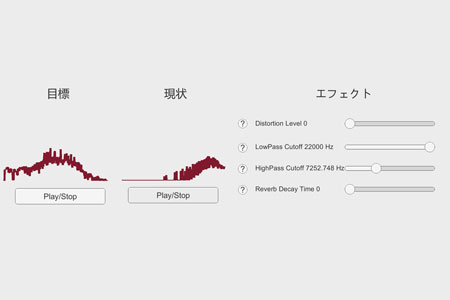 目標
現状
エフェクト
? Distortion Level 0
? LowPass Cutoff 22000 Hz
? HighPass Cutoff 7252.748 Hz
? Reverb Decay Time 0
Play/Stop
Play/Stop